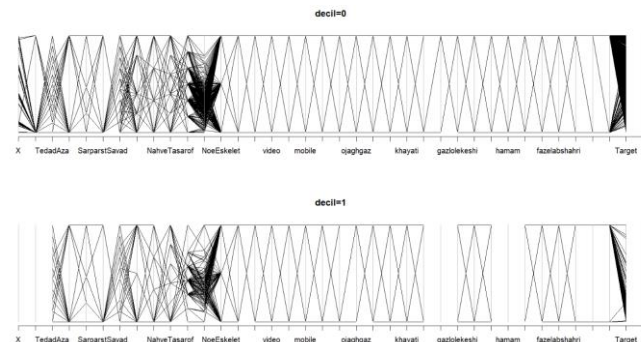 decil=0
X TedadAza SarparstSavad NahveTasarof NoeEskelet video mobile ojaghgaz khayati gazlolekeshi hamam fazelabshahri Target
decil=1
X TedadAza SarparstSavad NahveTasarof NoeEskelet video mobile ojaghgaz khayati gazlolekeshi hamam fazelabshahri Target